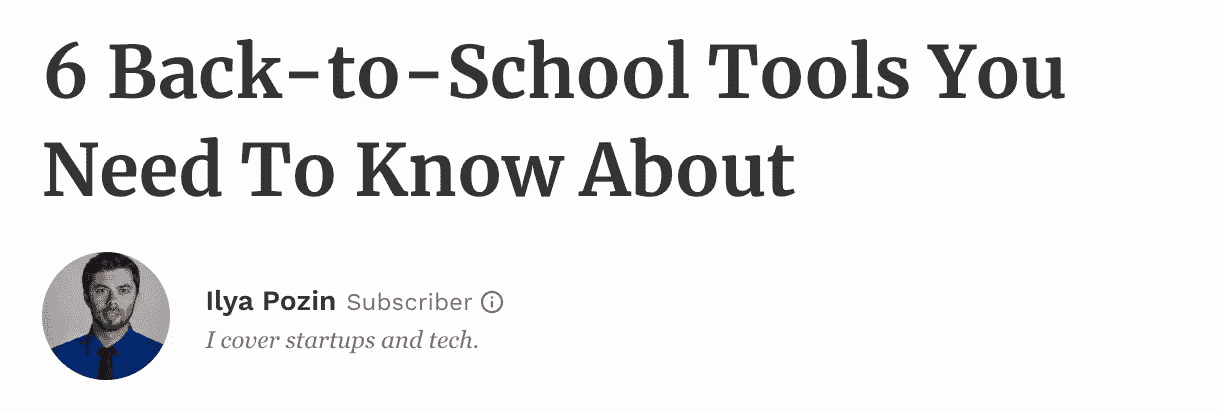 6 Back-to-School Tools You
Need To Know About
Ilya Pozin Subscriber
I cover startups and tech.